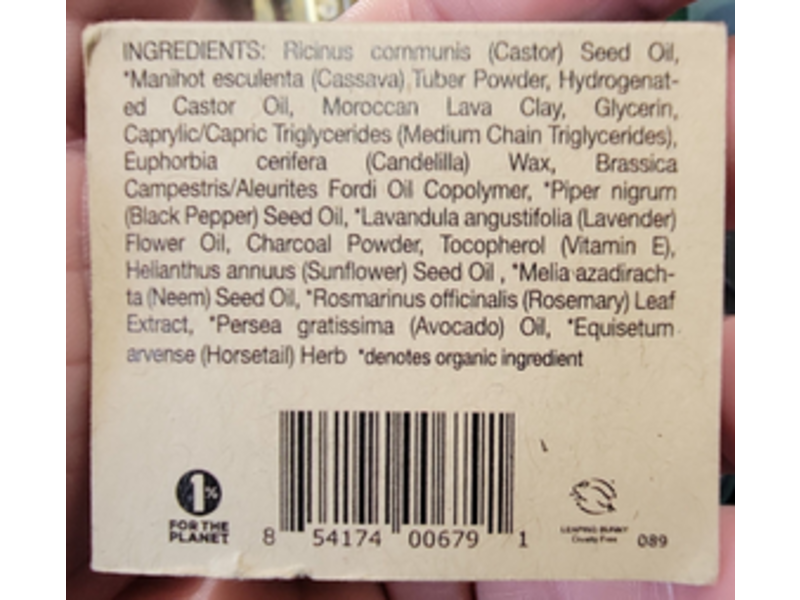 INGREDIENTS: Ricinus communis (Castor) Seed Oil,
*Manihot esculenta (Cassava) Tuber Powder, Hydrogenat-
ed Castor Oil, Moroccan Lava Clay, Glycerin,
Caprylic/Capric Triglycerides (Medium Chain Triglycerides),
Euphorbia cerifera (Candelilla) Wax, Brassica
Campestris/Aleurites Fordi Oil Copolymer, *Piper nigrum
(Black Pepper) Seed Oil, *Lavandula angustifolia (Lavender)
Flower Oil, Charcoal Powder, Tocopherol (Vitamin E),
Helianthus annuus (Sunflower) Seed Oil , *Melia azadirach-
ta (Neem) Seed Oil, *Rosmarinus officinalis (Rosemary) Leaf
Extract, *Persea gratissima (Avocado) Oil, *Equisetum
arvense (Horsetail) Herb *denotes organic ingredient
1%
FOR THE
PLANET
8 54174 00679 1
LEAPING BUNNY
Cruelty Free
089